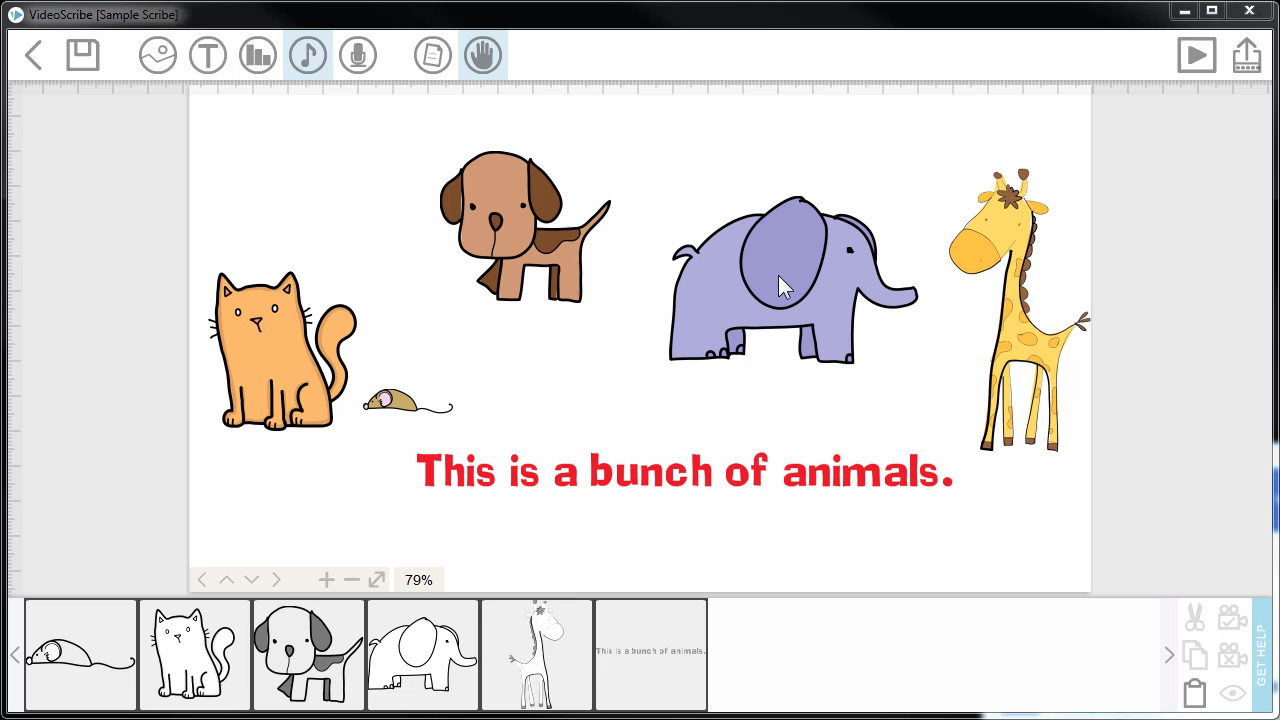 VideoScribe [Sample Scribe]
T
This is a bunch of animals.
79%
This is a bunch of animals.
GET HELP